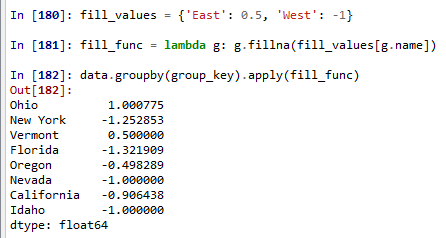 In [180]: fill_values = {'East': 0.5, 'West': -1}
In [181]: fill_func = lambda g: g.fillna(fill_values[g.name])
In [182]: data.groupby(group_key).apply(fill_func)
Out[182]:
Ohio          1.000775
New York     -1.252853
Vermont       0.500000
Florida      -1.321909
Oregon       -0.498289
Nevada       -1.000000
California   -0.906438
Idaho        -1.000000
dtype: float64